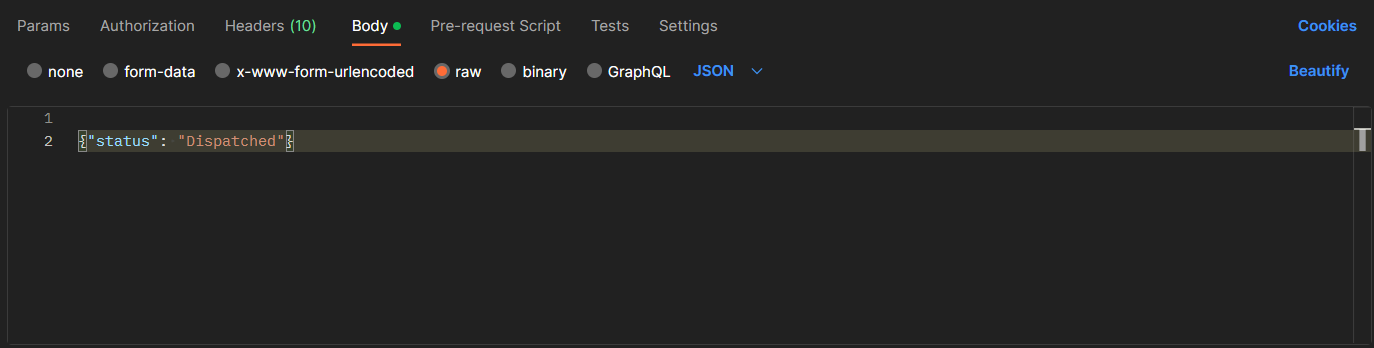 Params Authorization Headers (10) Body Pre-request Script Tests Settings Cookies
none form-data x-www-form-urlencoded raw binary GraphQL JSON Beautify
1
2 {"status": "Dispatched"}